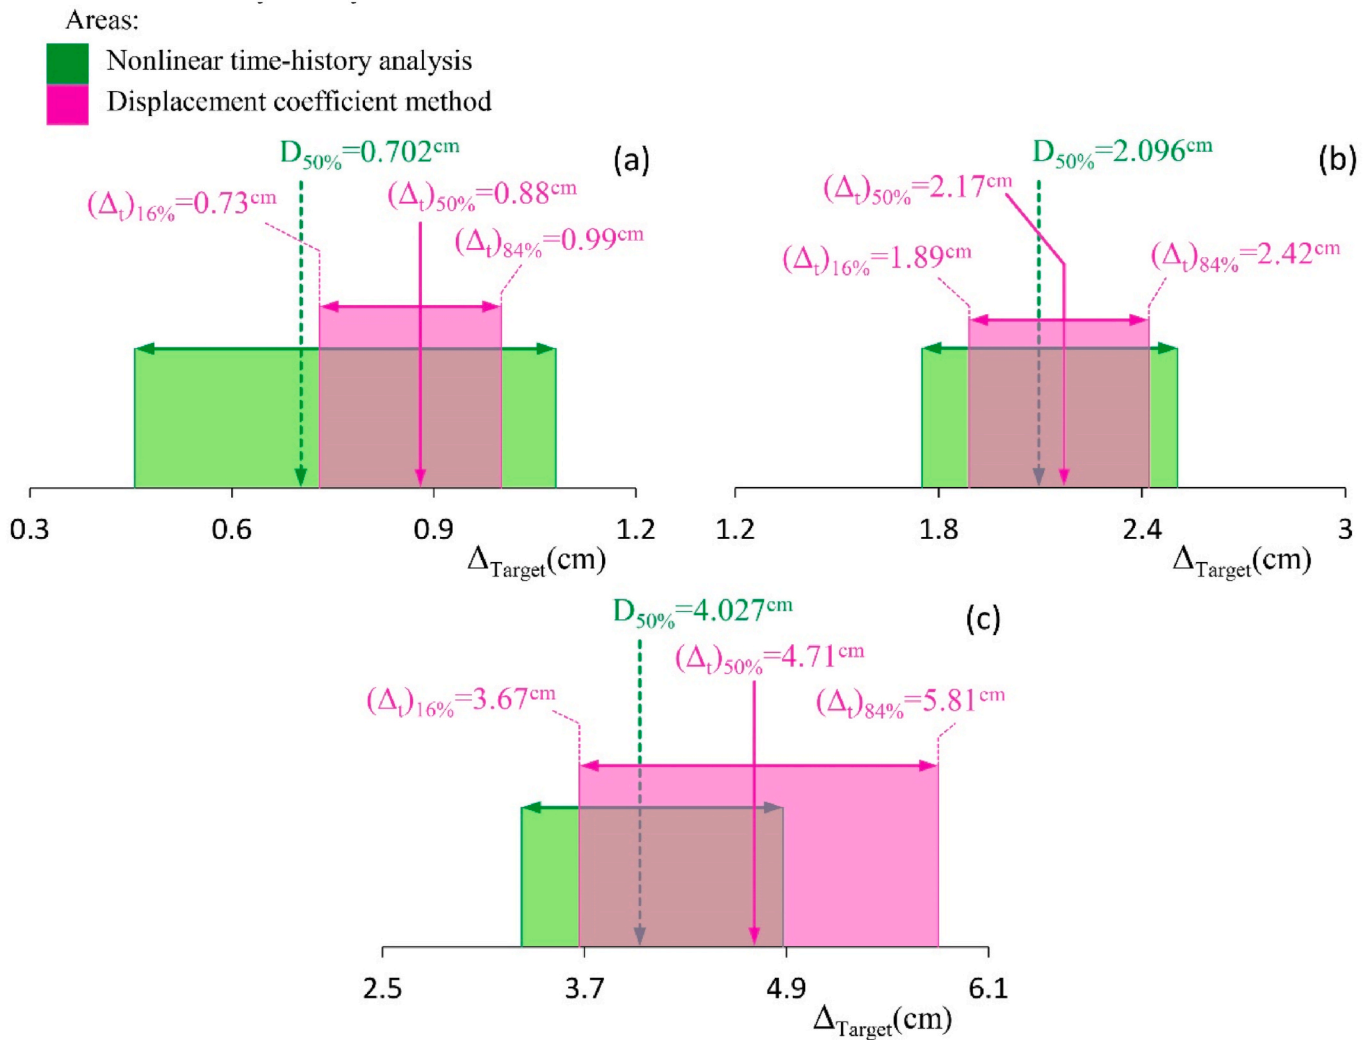 Areas:
Nonlinear time-history analysis
Displacement coefficient method
D50%=0.702cm
(a)
(Δt)16%=0.73cm
(Δt)50%=0.88cm
(Δt)84%=0.99cm
0.3 0.6 0.9 1.2
ΔTarget(cm)
D50%=2.096cm
(b)
(Δt)50%=2.17cm
(Δt)16%=1.89cm
(Δt)84%=2.42cm
1.2 1.8 2.4 3
ΔTarget(cm)
D50%=4.027cm
(c)
(Δt)50%=4.71cm
(Δt)16%=3.67cm
(Δt)84%=5.81cm
2.5 3.7 4.9 6.1
ΔTarget(cm)